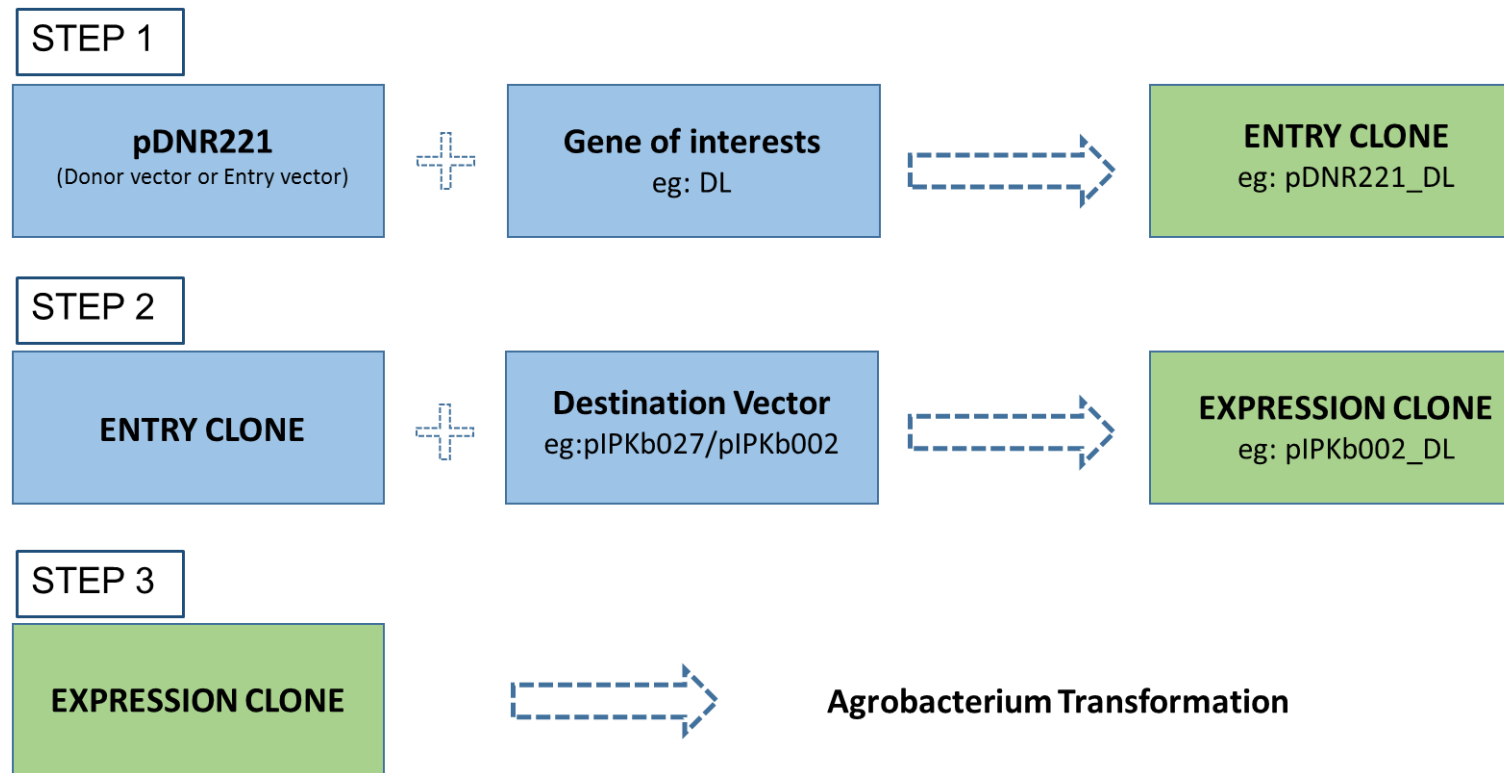 STEP 1
pDNR221
(Donor vector or Entry vector)
Gene of interests
eg: DL
ENTRY CLONE
eg: pDNR221_DL
STEP 2
ENTRY CLONE
Destination Vector
eg:pIPKb027/pIPKb002
EXPRESSION CLONE
eg: pIPKb002_DL
STEP 3
EXPRESSION CLONE
Agrobacterium Transformation